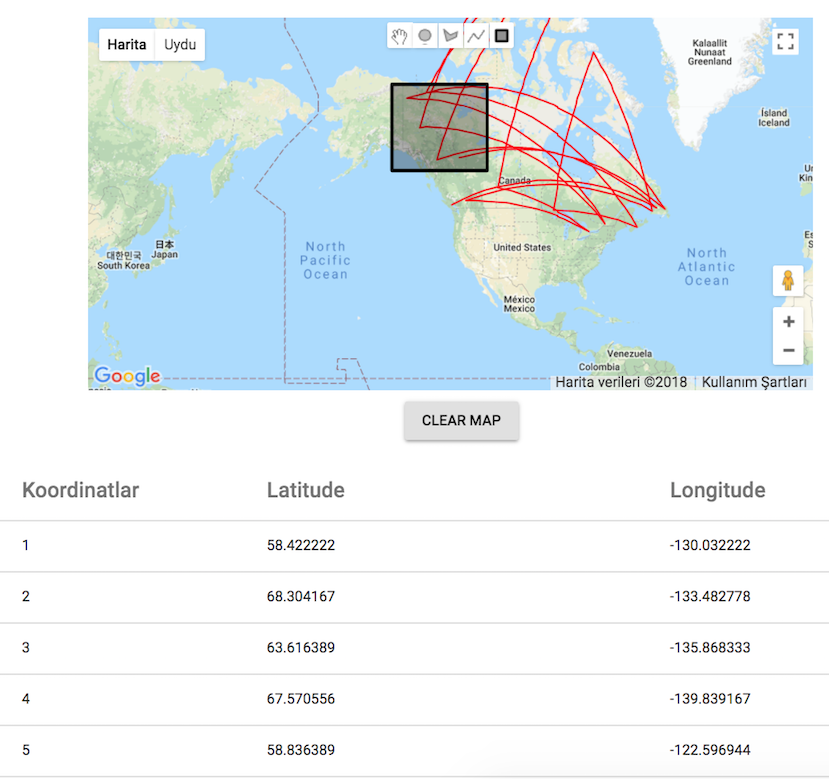 Harita Uydu
Kalaallit
Nunaat
Greenland
Ísland
Iceland
Canada
United States
North
Pacific
Ocean
North
Atlantic
Ocean
日本
Japan
대한민국
South Korea
México
Mexico
Venezuela
Colombia
Google
Harita verileri ©2018 Kullanım Şartları
CLEAR MAP
Koordinatlar Latitude Longitude
1 58.422222 -130.032222
2 68.304167 -133.482778
3 63.616389 -135.868333
4 67.570556 -139.839167
5 58.836389 -122.596944